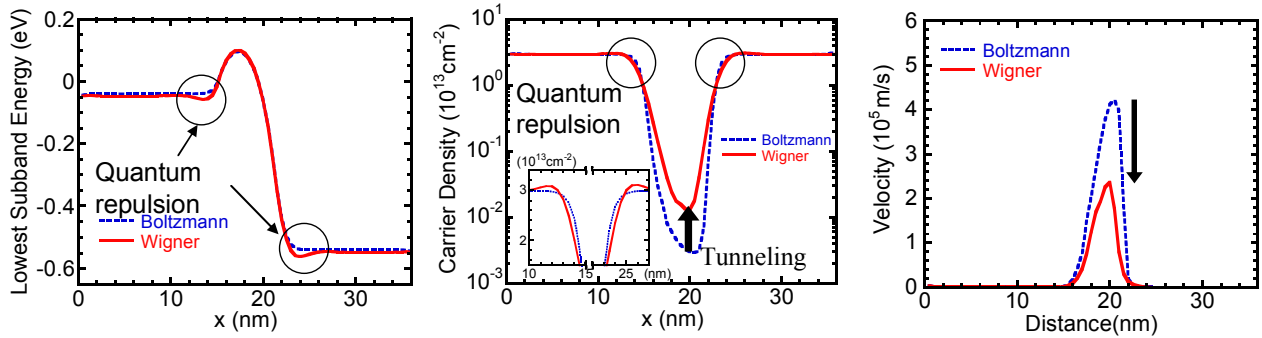 Lowest Subband Energy (eV)
0.2
0
-0.2
-0.4
-0.6
Quantum
repulsion
Boltzmann
Wigner
0
10
20
30
x (nm)
Carrier Density (10^13 cm^-2)
10^1
10^0
10^-1
10^-2
10^-3
Quantum
repulsion
Boltzmann
Wigner
(10^13 cm^-2)
3
2
10
15
25
(nm)
Tunneling
0
10
20
30
x (nm)
Velocity (10^5 m/s)
5
4
3
2
1
0
Boltzmann
Wigner
0
10
20
30
Distance(nm)